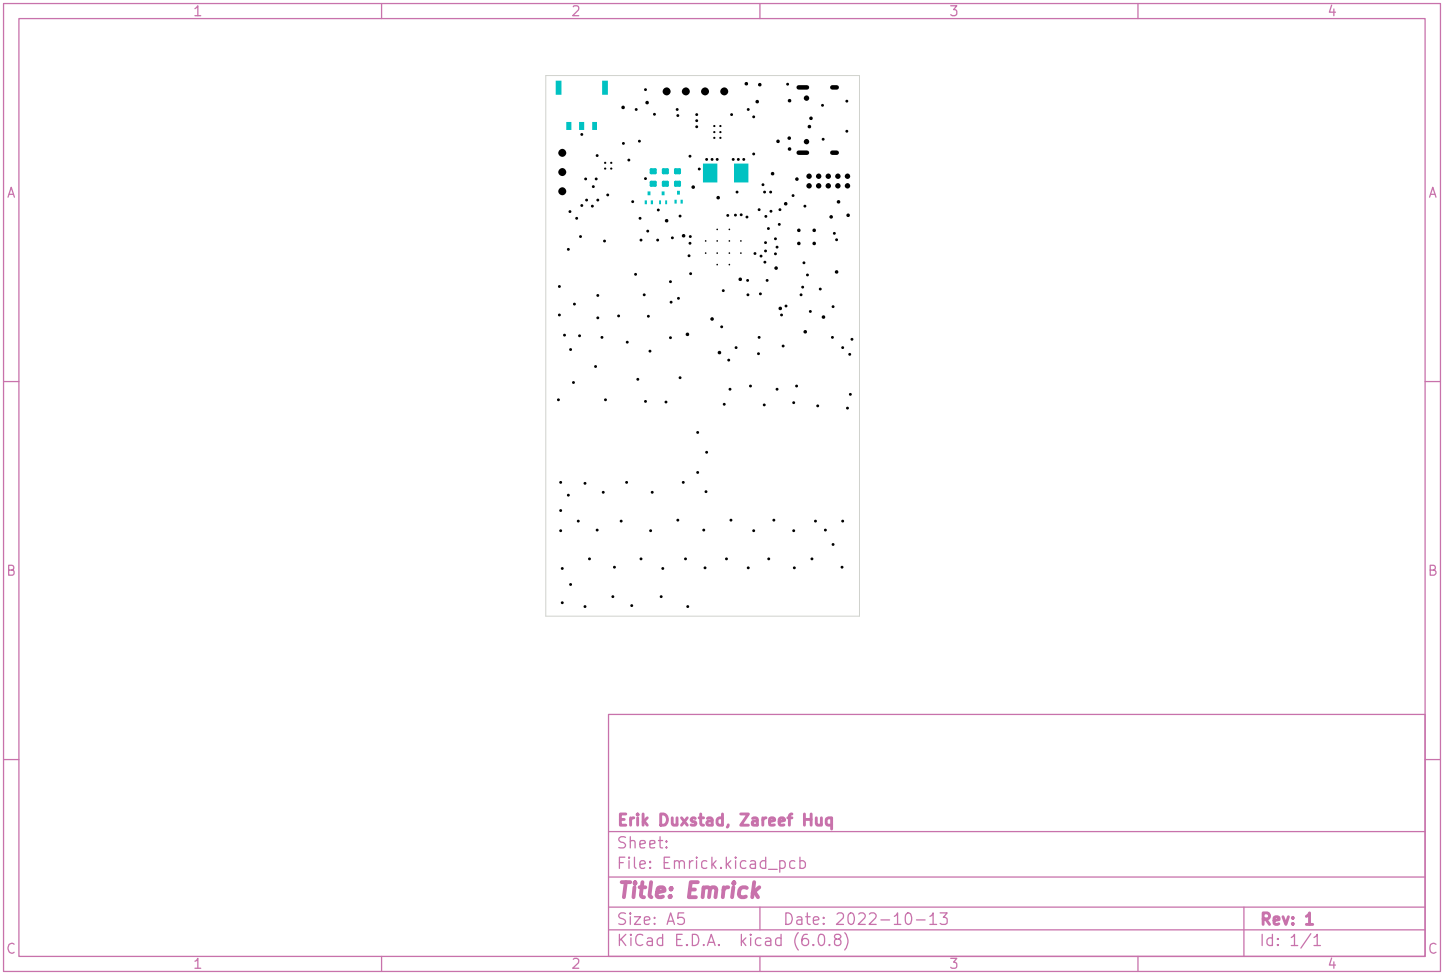 1 2 3 4
A A
B B
Erik Duxstad, Zareef Huq
Sheet:
File: Emrick.kicad_pcb
Title: Emrick
Size: A5 Date: 2022-10-13 Rev: 1
KiCad E.D.A. kicad (6.0.8) Id: 1/1
C C
1 2 3 4